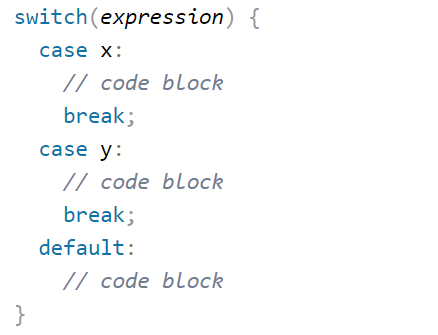 switch(expression) {
  case x:
    // code block
    break;
  case y:
    // code block
    break;
  default:
    // code block
}